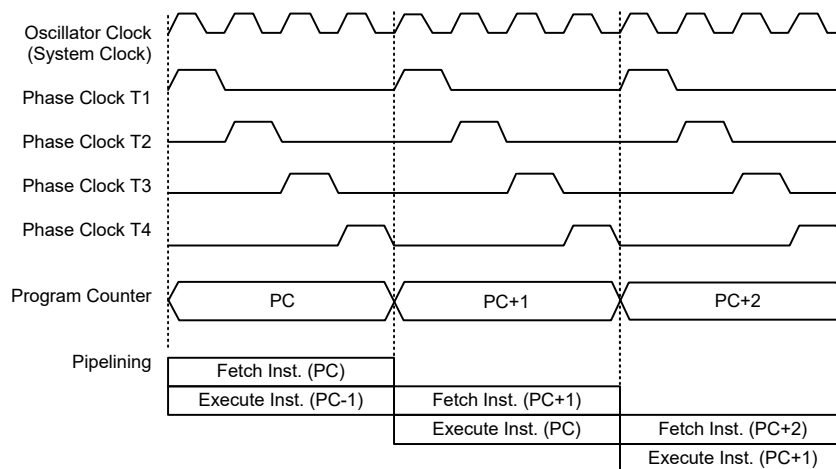 Oscillator Clock
(System Clock)
Phase Clock T1
Phase Clock T2
Phase Clock T3
Phase Clock T4
Program Counter
PC
PC+1
PC+2
Pipelining
Fetch Inst. (PC)
Execute Inst. (PC-1)
Fetch Inst. (PC+1)
Execute Inst. (PC)
Fetch Inst. (PC+2)
Execute Inst. (PC+1)